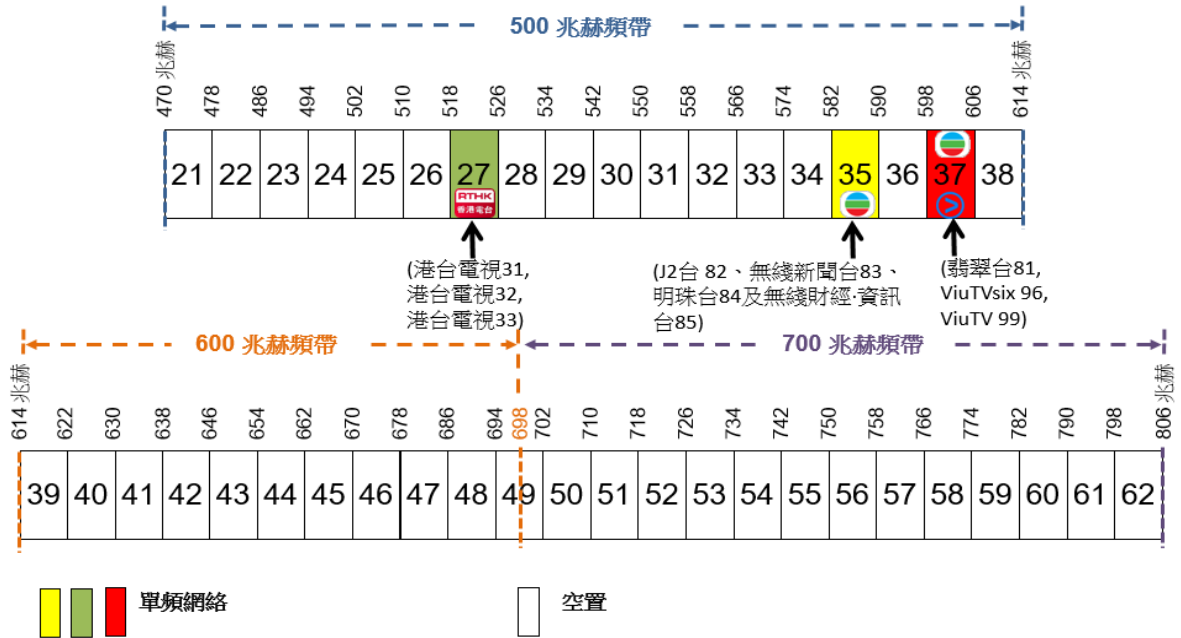 500 兆赫頻帶
470 兆赫 478 486 494 502 510 518 526 534 542 550 558 566 574 582 590 598 606 614 兆赫
21 22 23 24 25 26 27 28 29 30 31 32 33 34 35 36 37 38
RTHK
香港電台
(港台電視31,
港台電視32,
港台電視33)
(J2台 82、無綫新聞台83、
明珠台84及無綫財經·資訊
台85)
(翡翠台81,
ViuTVsix 96,
ViuTV 99)
600 兆赫頻帶
700 兆赫頻帶
614 兆赫 622 630 638 646 654 662 670 678 686 694 698 702 710 718 726 734 742 750 758 766 774 782 790 798 806 兆赫
39 40 41 42 43 44 45 46 47 48 49 50 51 52 53 54 55 56 57 58 59 60 61 62
單頻網絡
空置